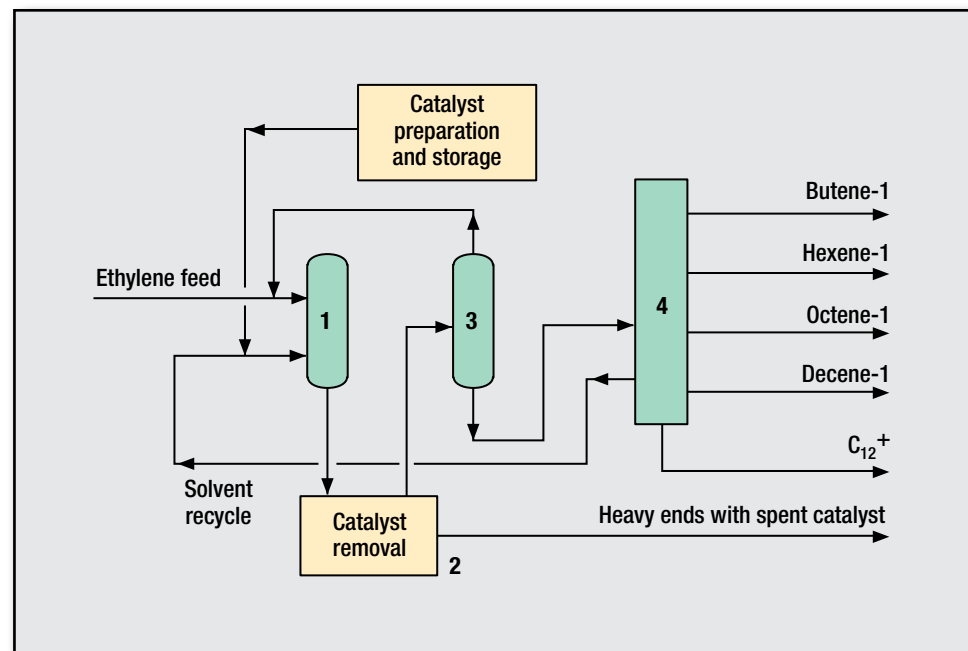 Catalyst
preparation
and storage
Butene-1
Hexene-1
Ethylene feed
1
3
4
Octene-1
Decene-1
C₁₂⁺
Solvent
recycle
Catalyst
removal
2
Heavy ends with spent catalyst